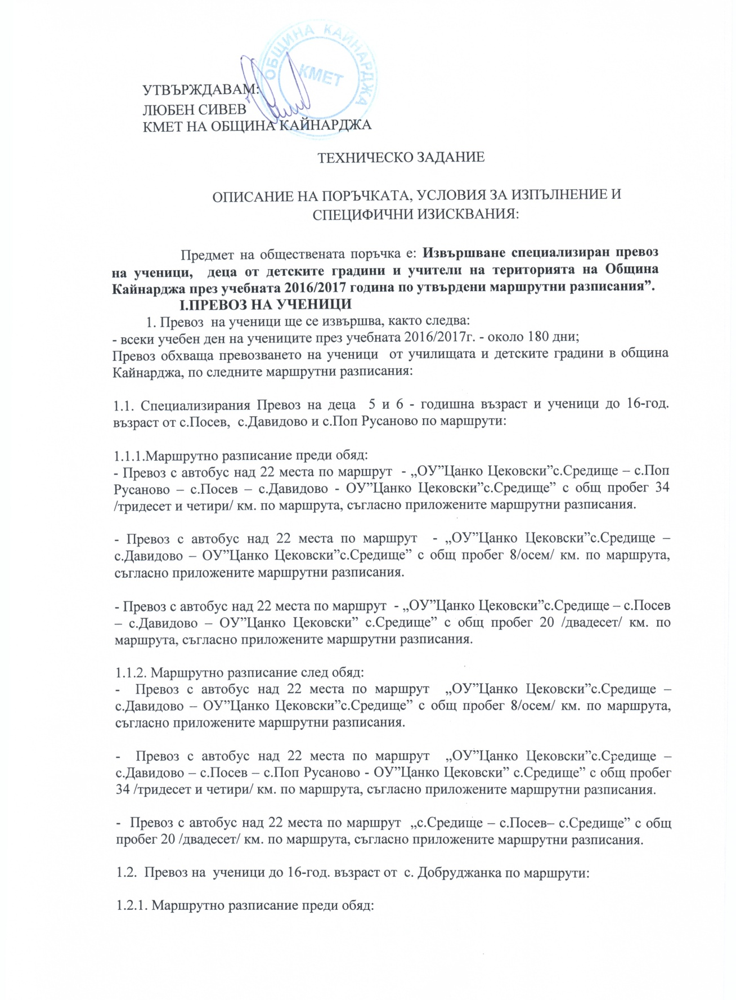 ОБЩИНА КАЙНАРДЖА
КМЕТ
УТВЪРЖДАВАМ:
ЛЮБЕН СИВЕВ
КМЕТ НА ОБЩИНА КАЙНАРДЖА
ТЕХНИЧЕСКО ЗАДАНИЕ
ОПИСАНИЕ НА ПОРЪЧКАТА, УСЛОВИЯ ЗА ИЗПЪЛНЕНИЕ И
СПЕЦИФИЧНИ ИЗИСКВАНИЯ:
Предмет на обществената поръчка е: Извършване специализиран превоз
на ученици, деца от детските градини и учители на територията на Община
Кайнарджа през учебната 2016/2017 година по утвърдени маршрутни разписания”.
I.ПРЕВОЗ НА УЧЕНИЦИ
1. Превоз на ученици ще се извършва, както следва:
- всеки учебен ден на учениците през учебната 2016/2017г. - около 180 дни;
Превоз обхваща превозването на ученици от училищата и детските градини в община
Кайнарджа, по следните маршрутни разписания:
1.1. Специализирания Превоз на деца 5 и 6 - годишна възраст и ученици до 16-год.
възраст от с.Посев, с.Давидово и с.Поп Русаново по маршрути:
1.1.1.Маршрутно разписание преди обяд:
- Превоз с автобус над 22 места по маршрут - „ОУ”Цанко Цековски”с.Средище – с.Поп
Русаново – с.Посев – с.Давидово - ОУ”Цанко Цековски”с.Средище” с общ пробег 34
/тридесет и четири/ км. по маршрута, съгласно приложените маршрутни разписания.
- Превоз с автобус над 22 места по маршрут - „ОУ”Цанко Цековски”с.Средище –
с.Давидово – ОУ”Цанко Цековски”с.Средище” с общ пробег 8/осем/ км. по маршрута,
съгласно приложените маршрутни разписания.
- Превоз с автобус над 22 места по маршрут - „ОУ”Цанко Цековски”с.Средище – с.Посев
– с.Давидово – ОУ”Цанко Цековски” с.Средище” с общ пробег 20 /двадесет/ км. по
маршрута, съгласно приложените маршрутни разписания.
1.1.2. Маршрутно разписание след обяд:
- Превоз с автобус над 22 места по маршрут „ОУ”Цанко Цековски”с.Средище –
с.Давидово – ОУ”Цанко Цековски”с.Средище” с общ пробег 8/осем/ км. по маршрута,
съгласно приложените маршрутни разписания.
- Превоз с автобус над 22 места по маршрут „ОУ”Цанко Цековски”с.Средище –
с.Давидово – с.Посев – с.Поп Русаново - ОУ”Цанко Цековски” с.Средище” с общ пробег
34 /тридесет и четири/ км. по маршрута, съгласно приложените маршрутни разписания.
- Превоз с автобус над 22 места по маршрут „с.Средище – с.Посев– с.Средище” с общ
пробег 20 /двадесет/ км. по маршрута, съгласно приложените маршрутни разписания.
1.2. Превоз на ученици до 16-год. възраст от с. Добруджанка по маршрути:
1.2.1. Маршрутно разписание преди обяд: